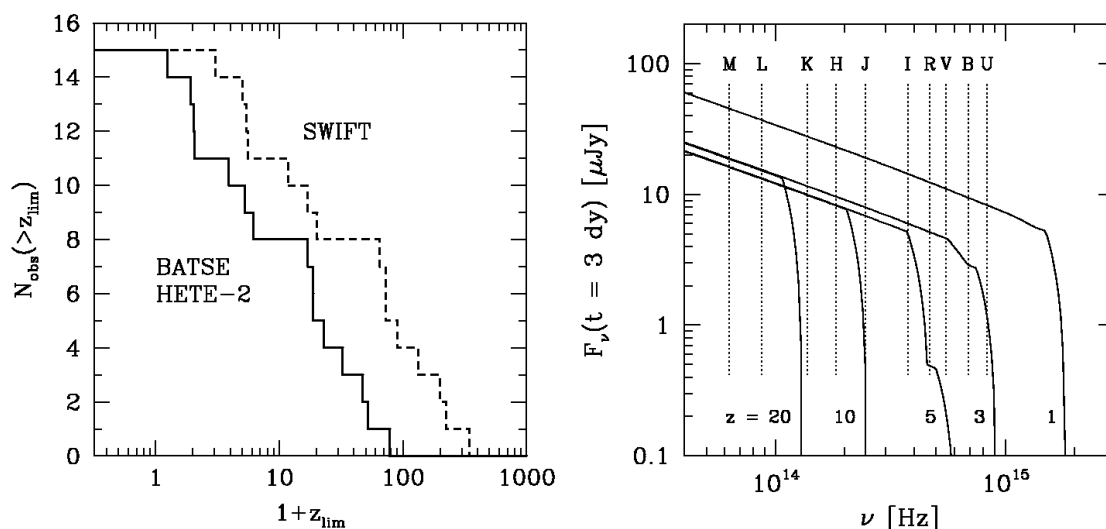 16
14
12
10
8
6
4
2
0
N_obs(>z_lim)
SWIFT
BATSE
HETE-2
1 10 100 1000
1+z_lim
100
10
1
0.1
F_ν(t = 3 dy) [μJy]
M L K H J I R V B U
z = 20 10 5 3 1
10^14 10^15
ν [Hz]